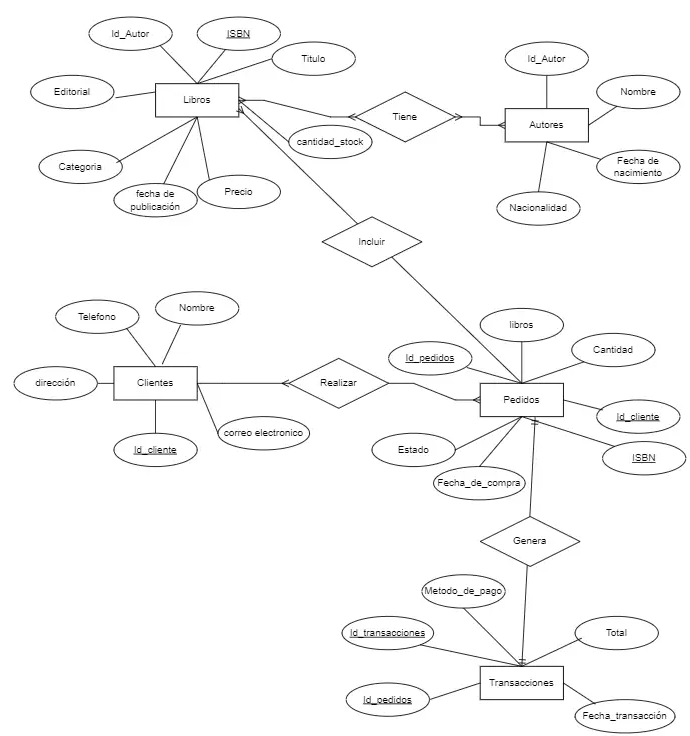 Id_Autor
ISBN
Titulo
Editorial
Libros
cantidad_stock
Categoria
fecha de
publicación
Precio
Tiene
Id_Autor
Nombre
Autores
Fecha de
nacimiento
Nacionalidad
Incluir
Telefono
Nombre
dirección
Clientes
Id_cliente
correo electronico
Realizar
libros
Id_pedidos
Cantidad
Pedidos
Id_cliente
ISBN
Estado
Fecha_de_compra
Genera
Metodo_de_pago
Id_transacciones
Total
Transacciones
Id_pedidos
Fecha_transacción